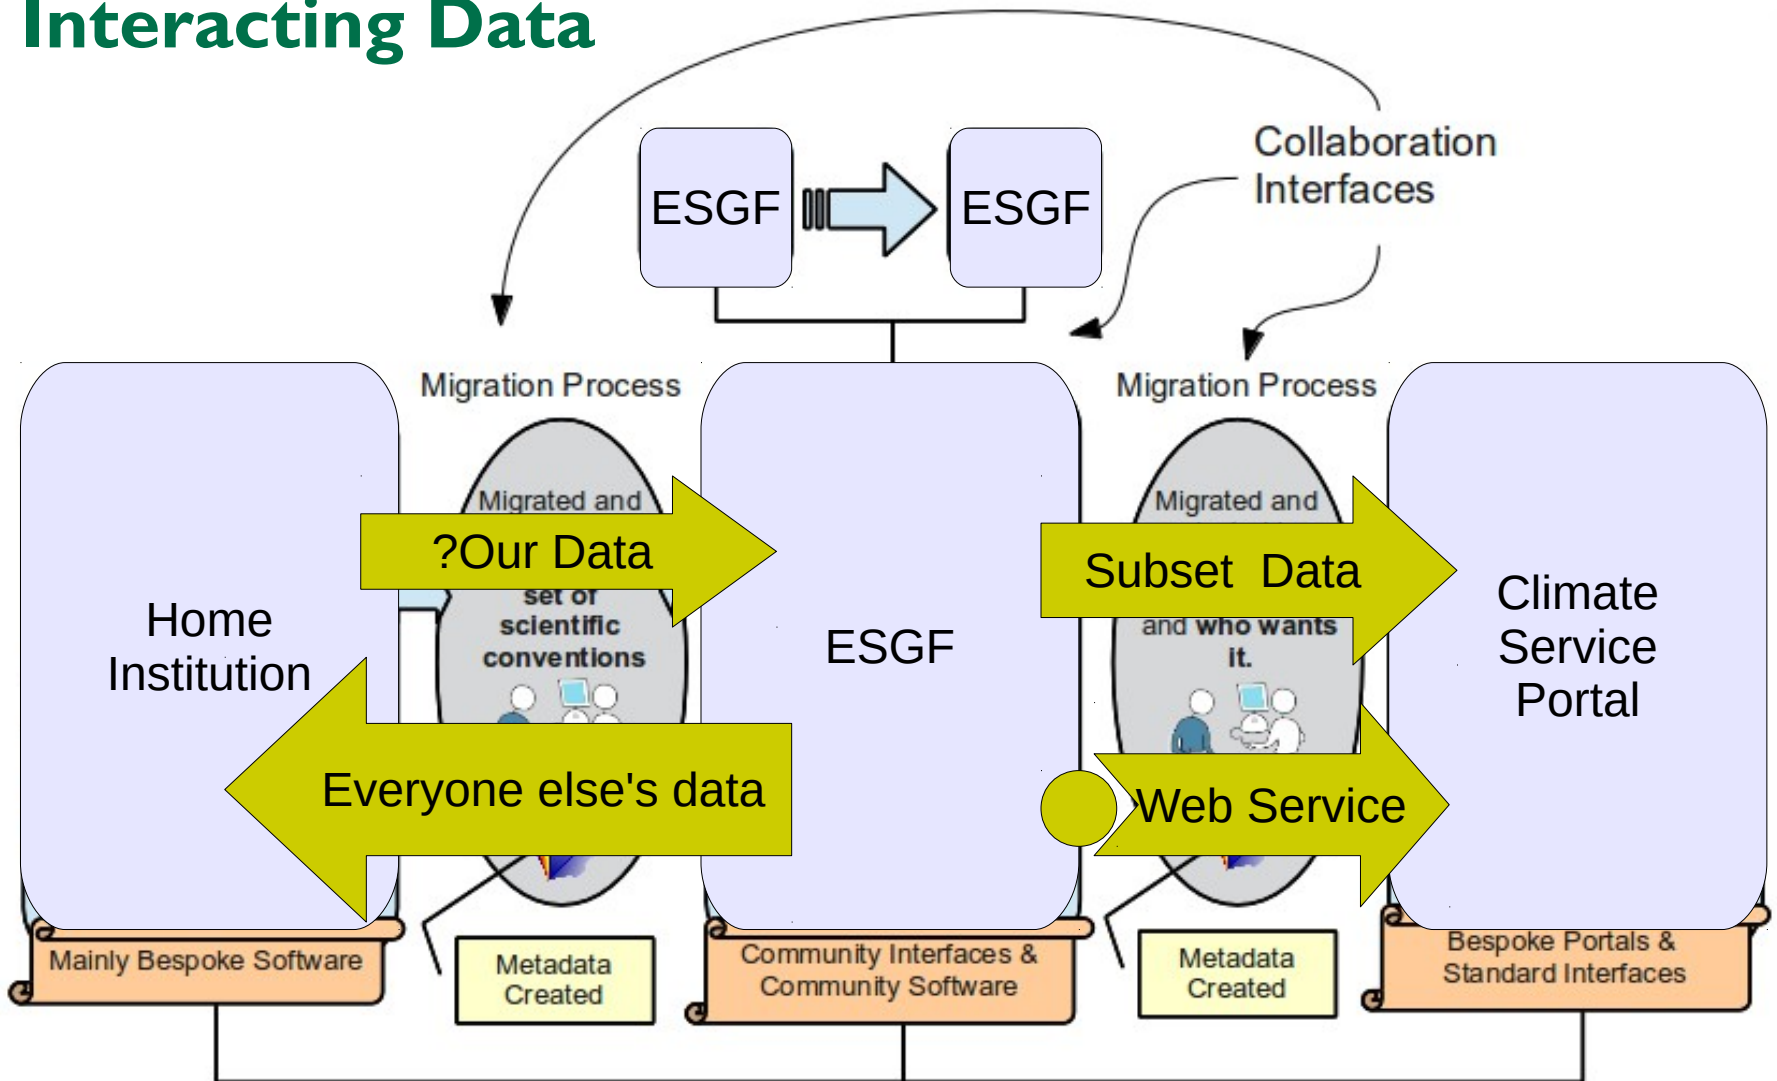 Interacting Data
Collaboration
Interfaces
ESGF
ESGF
Migration Process
Migration Process
Migrated and
?Our Data
set of
scientific
conventions
Migrated and
Subset  Data
and who wants
it.
Home
Institution
ESGF
Climate
Service
Portal
Everyone else's data
Web Service
Mainly Bespoke Software
Metadata
Created
Community Interfaces &
Community Software
Metadata
Created
Bespoke Portals &
Standard Interfaces